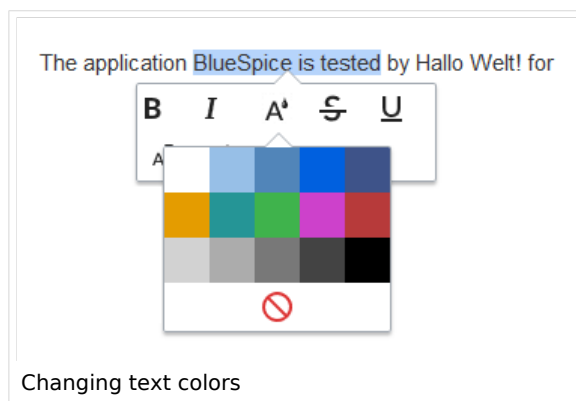 The application BlueSpice is tested by Hallo Welt! for
B I A S U
A
Changing text colors